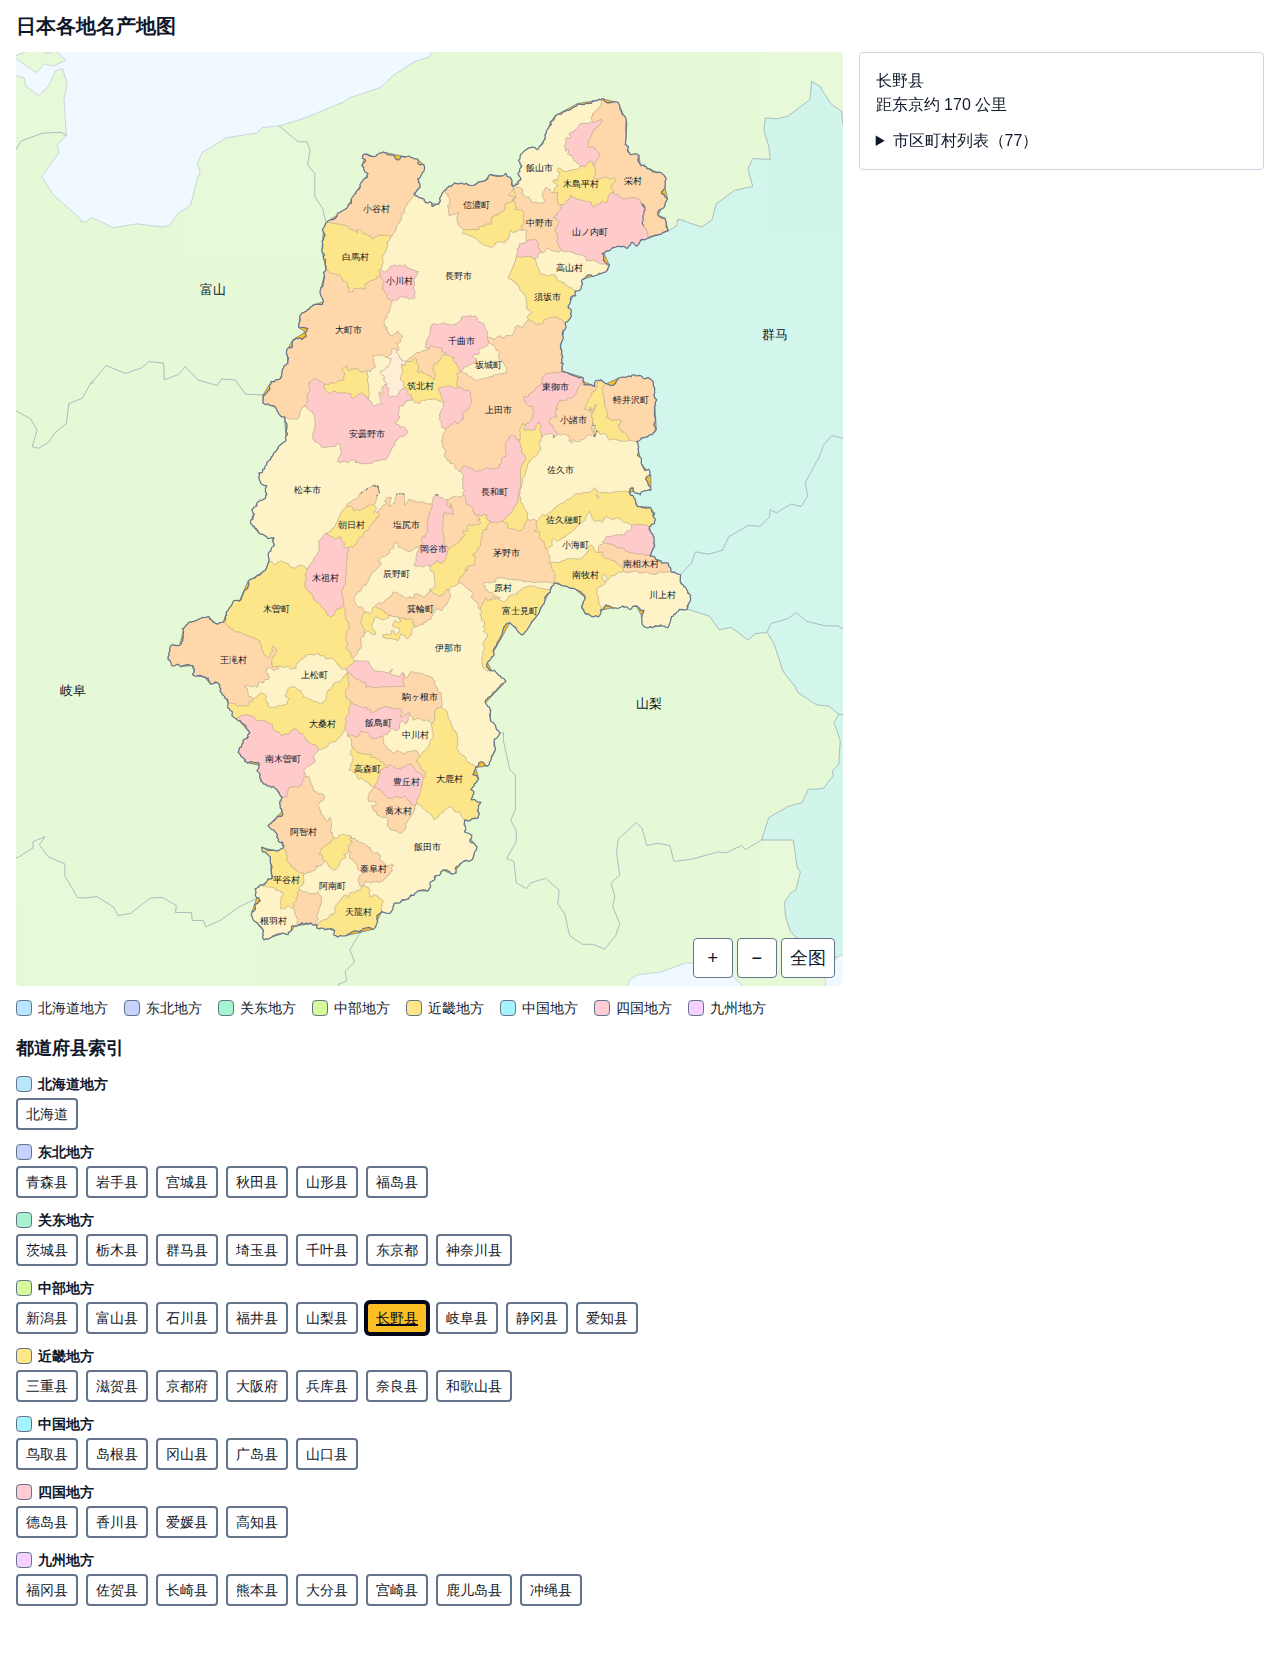 日本各地名产地图
长野县
距东京约 170 公里
▶ 市区町村列表（77）
飯山市
木島平村
栄村
小谷村
信濃町
中野市
山ノ内町
白馬村
高山村
長野市
小川村
富山
須坂市
大町市
群马
千曲市
坂城町
筑北村
東御市
軽井沢町
上田市
小諸市
安曇野市
佐久市
松本市
長和町
朝日村
塩尻市
佐久穂町
岡谷市
小海町
茅野市
南相木村
木祖村
辰野町
南牧村
原村
川上村
木曽町
箕輪町
富士見町
伊那市
王滝村
上松町
岐阜
駒ヶ根市
山梨
大桑村
飯島町
中川村
南木曽町
高森町
豊丘村
大鹿村
喬木村
阿智村
飯田市
泰阜村
平谷村
阿南町
天龍村
根羽村
+ − 全图
北海道地方 东北地方 关东地方 中部地方 近畿地方 中国地方 四国地方 九州地方
都道府县索引
北海道地方
北海道
东北地方
青森县 岩手县 宫城县 秋田县 山形县 福岛县
关东地方
茨城县 栃木县 群马县 埼玉县 千叶县 东京都 神奈川县
中部地方
新潟县 富山县 石川县 福井县 山梨县 长野县 岐阜县 静冈县 爱知县
近畿地方
三重县 滋贺县 京都府 大阪府 兵库县 奈良县 和歌山县
中国地方
鸟取县 岛根县 冈山县 广岛县 山口县
四国地方
德岛县 香川县 爱媛县 高知县
九州地方
福冈县 佐贺县 长崎县 熊本县 大分县 宫崎县 鹿儿岛县 冲绳县